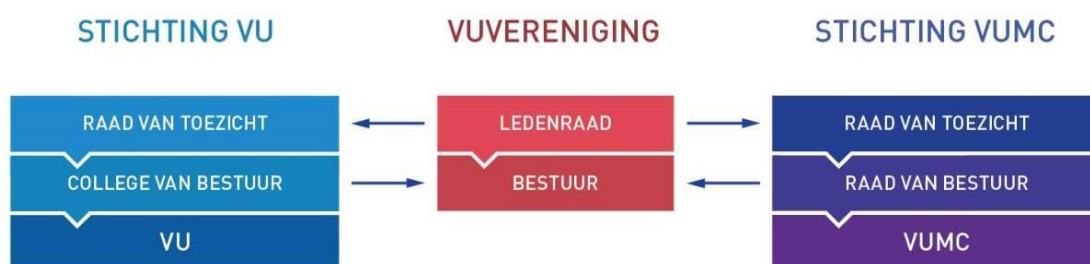 STICHTING VU
VUVERENIGING
STICHTING VUMC
RAAD VAN TOEZICHT
LEDENRAAD
RAAD VAN TOEZICHT
COLLEGE VAN BESTUUR
BESTUUR
RAAD VAN BESTUUR
VU
VUMC